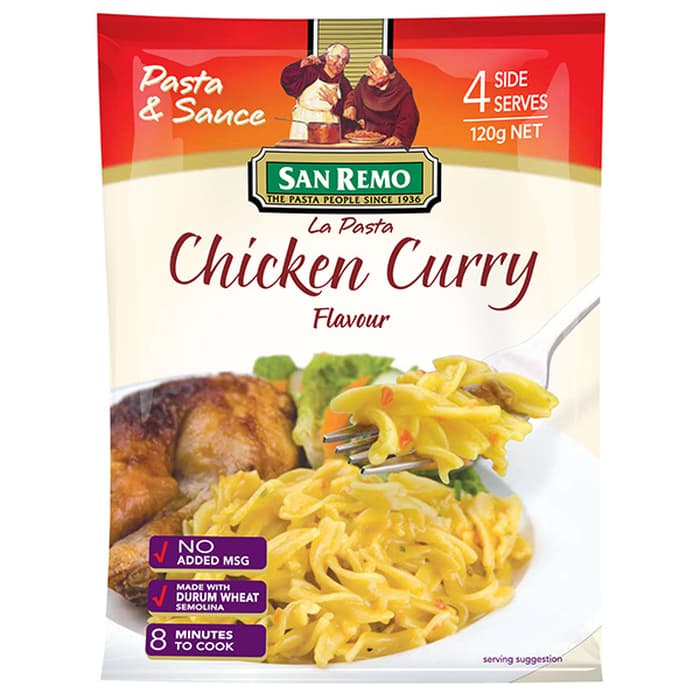 Pasta
& Sauce
4 SIDE
SERVES
120g NET
SAN REMO
THE PASTA PEOPLE SINCE 1936
La Pasta
Chicken Curry
Flavour
NO
ADDED MSG
MADE WITH
DURUM WHEAT
SEMOLINA
8 MINUTES
TO COOK
serving suggestion